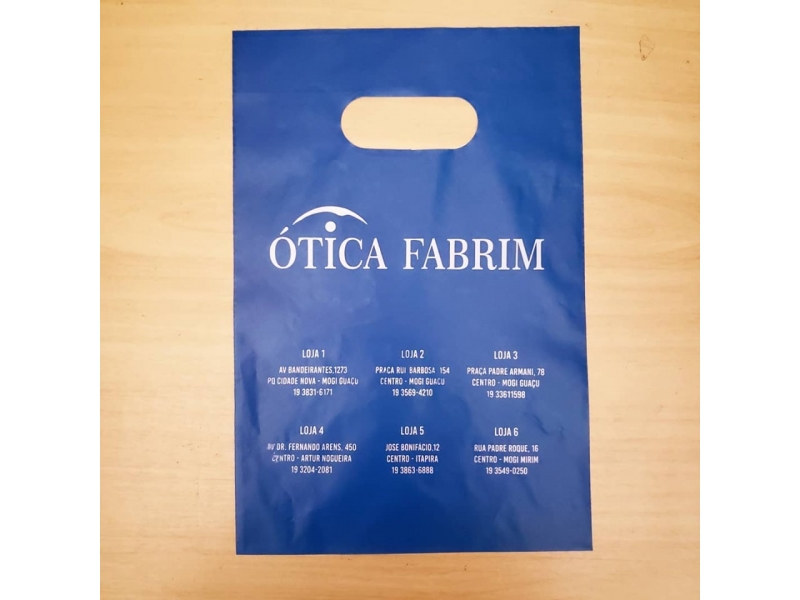 ÓTICA FABRIM
LOJA 1
AV BANDEIRANTES,1273
PQ CIDADE NOVA - MOGI GUAÇU
19 3831-6171
LOJA 2
PRAÇA RUI BARBOSA 154
CENTRO - MOGI GUACU
19 3569-4210
LOJA 3
PRAÇA PADRE ARMANI, 78
CENTRO - MOGI GUAÇU
19 33611598
LOJA 4
AV DR. FERNANDO ARENS, 450
CENTRO - ARTUR NOGUEIRA
19 3204-2081
LOJA 5
JOSE BONIFACIO,12
CENTRO - ITAPIRA
19 3863-6888
LOJA 6
RUA PADRE ROQUE, 16
CENTRO - MOGI MIRIM
19 3549-0250